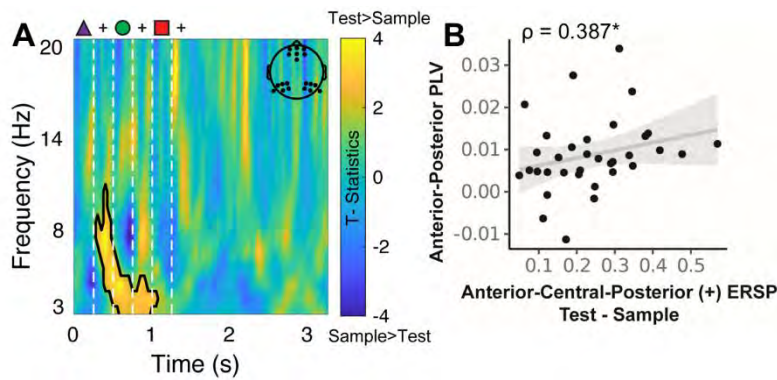 A
+ + +
Test>Sample
Frequency (Hz)
20
14
8
3
0 1 2 3
Time (s)
4
2
0
-2
-4
T- Statistics
Sample>Test
B
ρ = 0.387*
Anterior-Posterior PLV
0.03
0.02
0.01
0.00
-0.01
0.1 0.2 0.3 0.4 0.5
Anterior-Central-Posterior (+) ERSP
Test - Sample